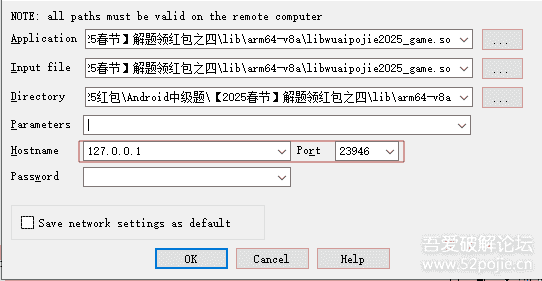 NOTE: all paths must be valid on the remote computer
Application 25春节】解题领红包之四\lib\arm64-v8a\libwuaipojie2025_game.so ...
Input file 25春节】解题领红包之四\lib\arm64-v8a\libwuaipojie2025_game.so ...
Directory 25红包\Android中级题\【2025春节】解题领红包之四\lib\arm64-v8a ...
Parameters
Hostname 127.0.0.1 Port 23946
Password
Save network settings as default
OK Cancel Help
吾爱破解论坛
www.52pojie.cn